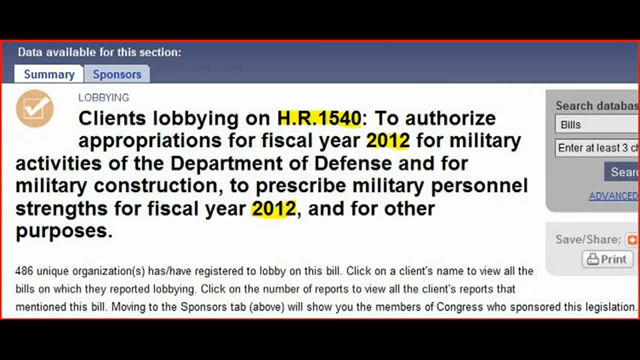 Data available for this section:
Summary Sponsors
LOBBYING
Clients lobbying on H.R.1540: To authorize
appropriations for fiscal year 2012 for military
activities of the Department of Defense and for
military construction, to prescribe military personnel
strengths for fiscal year 2012, and for other
purposes.
486 unique organization(s) has/have registered to lobby on this bill. Click on a client's name to view all the
bills on which they reported lobbying. Click on the number of reports to view all the client's reports that
mentioned this bill. Moving to the Sponsors tab (above) will show you the members of Congress who sponsored this legislation.
Search databas
Bills
Enter at least 3 c
Sear
ADVANCED
Save/Share:
Print